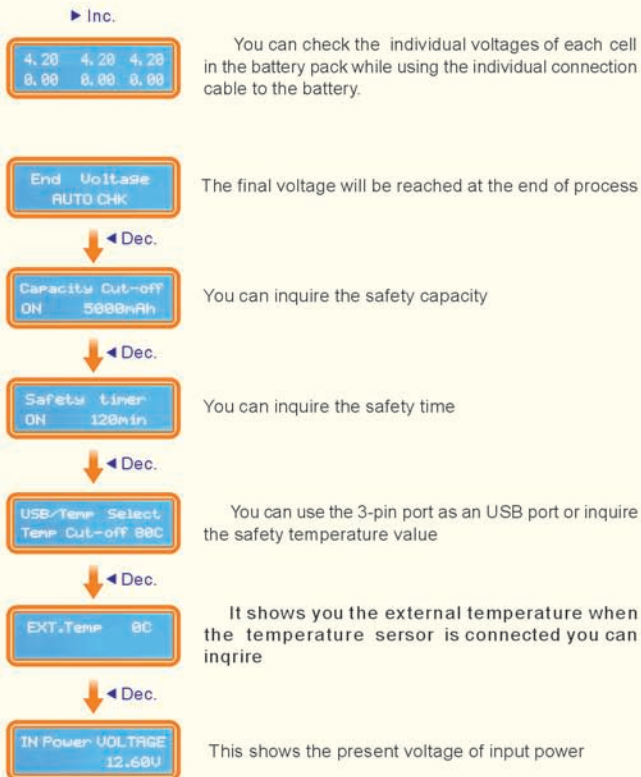 ▶ Inc.
4.20 4.20 4.20
0.00 0.00 0.00
You can check the individual voltages of each cell
in the battery pack while using the individual connection
cable to the battery.
End Voltage
AUTO CHK
The final voltage will be reached at the end of process
◀ Dec.
Capacity Cut-off
ON 5000mAh
You can inquire the safety capacity
◀ Dec.
Safety timer
ON 120min
You can inquire the safety time
◀ Dec.
USB/Temp Select
Temp Cut-off 80C
You can use the 3-pin port as an USB port or inquire
the safety temperature value
◀ Dec.
EXT.Temp 0C
It shows you the external temperature when
the temperature sersor is connected you can
inqrire
◀ Dec.
IN Power VOLTAGE
12.60V
This shows the present voltage of input power